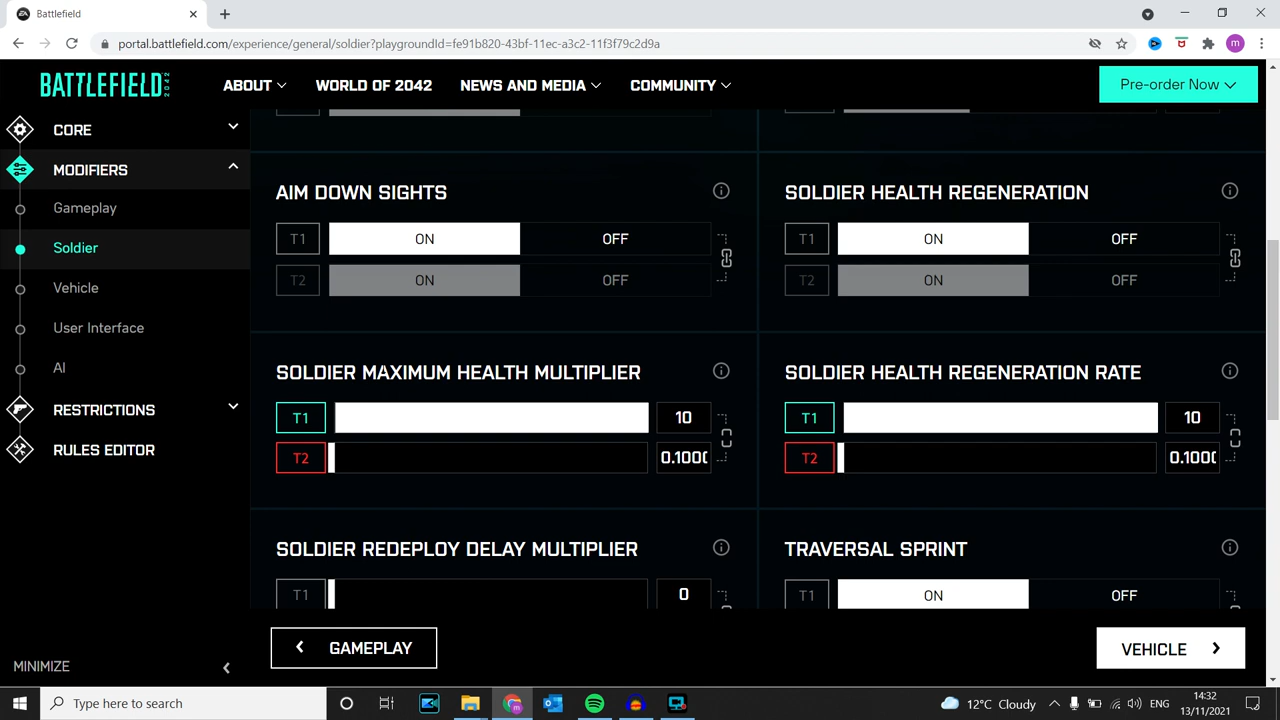 Battlefield
portal.battlefield.com/experience/general/soldier?playgroundId=fe91b820-43bf-11ec-a3c2-11f3f79c2d9a
m
BATTLEFIELD 2042
ABOUT
WORLD OF 2042
NEWS AND MEDIA
COMMUNITY
Pre-order Now
CORE
MODIFIERS
Gameplay
Soldier
Vehicle
User Interface
AI
RESTRICTIONS
RULES EDITOR
MINIMIZE
AIM DOWN SIGHTS
T1 ON OFF
T2 ON OFF
SOLDIER HEALTH REGENERATION
T1 ON OFF
T2 ON OFF
SOLDIER MAXIMUM HEALTH MULTIPLIER
T1 10
T2 0.1000
SOLDIER HEALTH REGENERATION RATE
T1 10
T2 0.1000
SOLDIER REDEPLOY DELAY MULTIPLIER
T1 0
TRAVERSAL SPRINT
T1 ON OFF
GAMEPLAY
VEHICLE
Type here to search
12°C Cloudy
ENG
14:32
13/11/2021